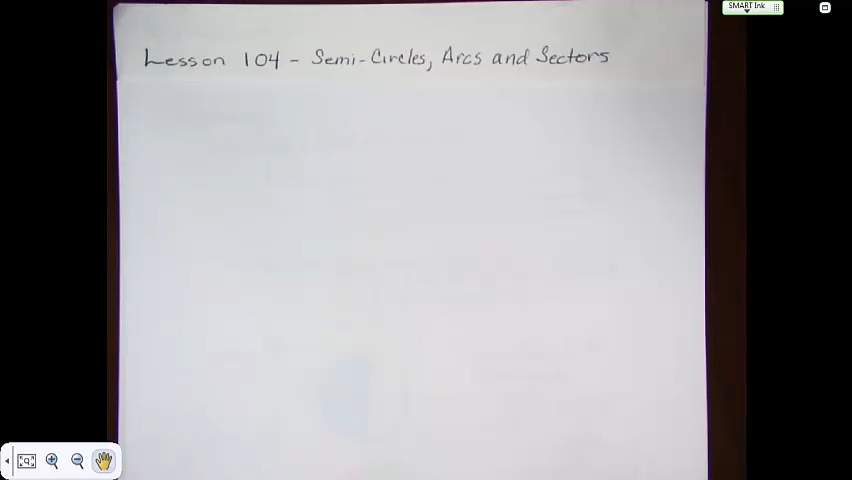 SMART Ink
Lesson 104 - Semi-Circles, Arcs and Sectors